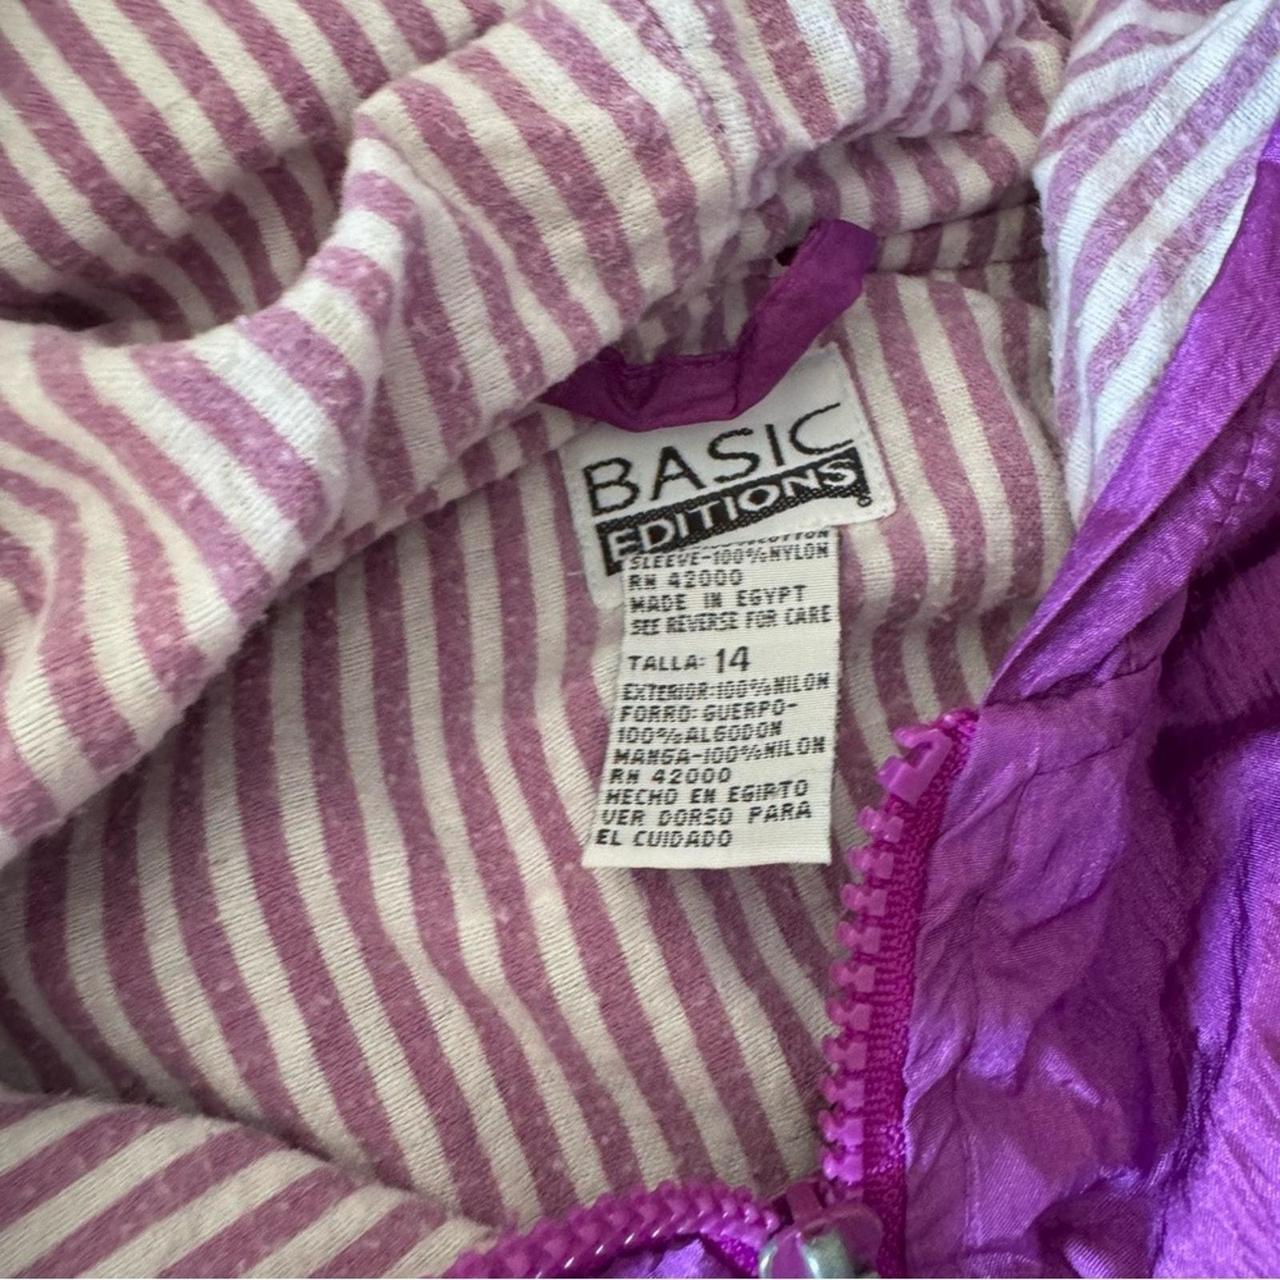 BASIC
EDITIONS
SLEEVE-100%NYLON
RN 42000
MADE IN EGYPT
SEE REVERSE FOR CARE
TALLA: 14
EXTERIOR:100%NILON
FORRO:GUERPO-
100%ALGODON
MANGA-100%NILON
RN 42000
HECHO EN EGIPTO
VER DORSO PARA
EL CUIDADO